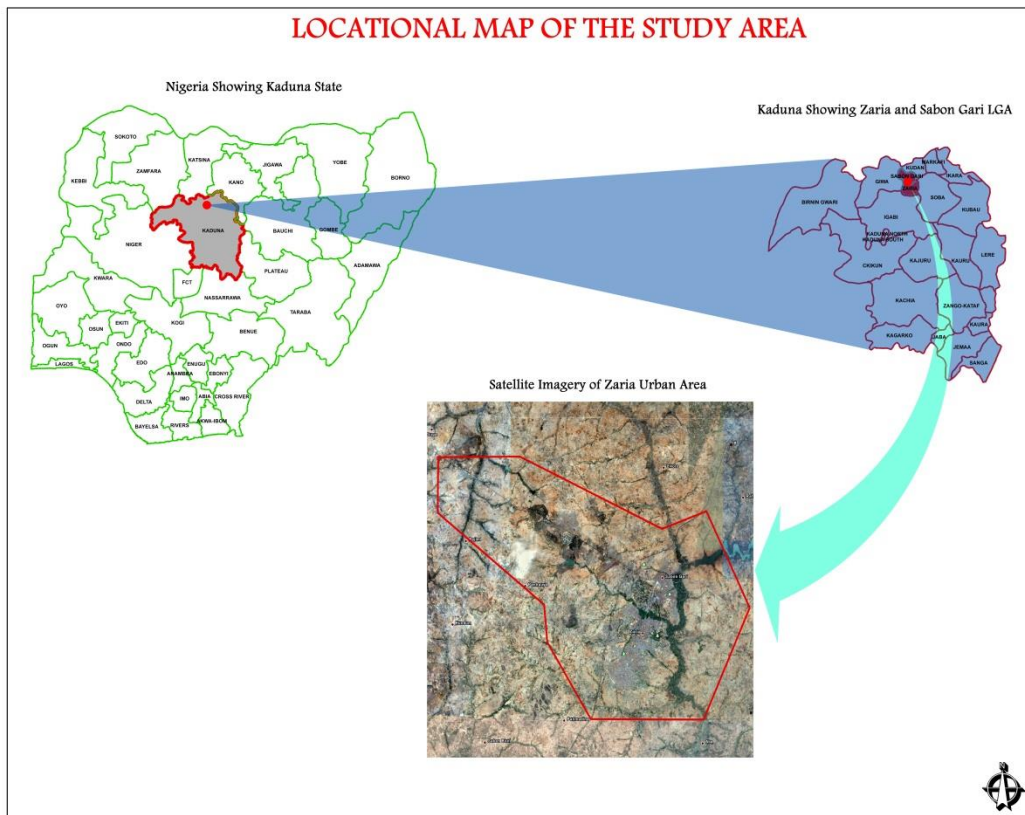 LOCATIONAL MAP OF THE STUDY AREA
Nigeria Showing Kaduna State
SOKOTO
KATSINA
JIGAWA
YOBE
BORNO
KEBBI
ZAMFARA
KANO
KADUNA
BAUCHI
GOMBE
NIGER
ADAMAWA
PLATEAU
FCT
KWARA
NASSARRAWA
TARABA
OYO
KOGI
BENUE
OSUN
EKITI
ONDO
OGUN
EDO
LAGOS
ENUGU
ANAMBRA
EBONYI
DELTA
IMO
ABIA
CROSS RIVER
BAYELSA
RIVERS
AKWA-IBOM
Kaduna Showing Zaria and Sabon Gari LGA
KUDAN
SABON GARI
IKARA
GIWA
ZARIA
SOBA
BIRNIN GWARI
KUBAU
IGABI
KADUNA NORTH
KADUNA SOUTH
LERE
KAJURU
KAURU
KACHIA
ZANGO-KATAF
KAURA
KAGARKO
JABA
JEMAA
SANGA
Satellite Imagery of Zaria Urban Area